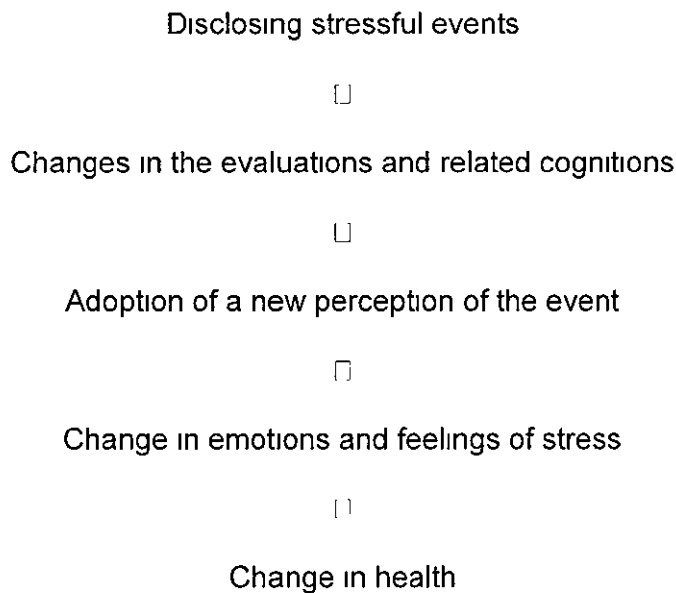 Disclosing stressful events
Changes in the evaluations and related cognitions
Adoption of a new perception of the event
Change in emotions and feelings of stress
Change in health